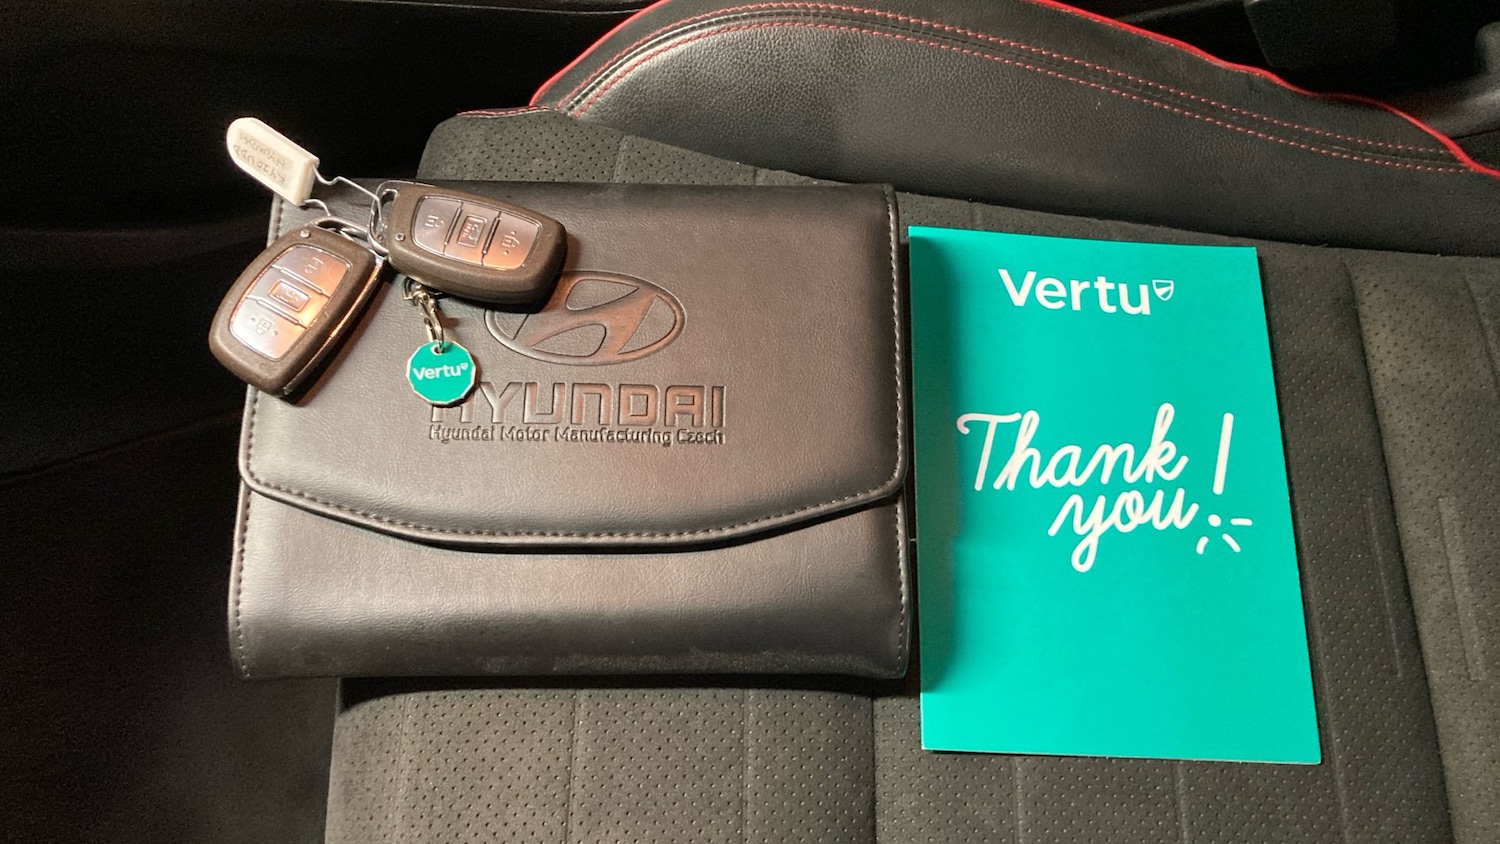 Vertu
HYUNDAI
Hyundai Motor Manufacturing Czech
Vertu
Thank
you!